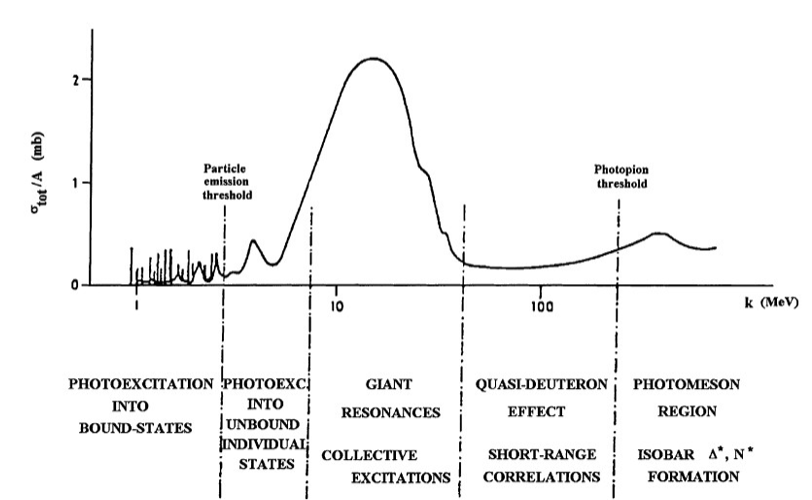 σtot/A (mb)
2
1
0
Particle
emission
threshold
Photopion
threshold
1
10
100
k (MeV)
PHOTOEXCITATION
INTO
BOUND-STATES
PHOTOEXC.
INTO
UNBOUND
INDIVIDUAL
STATES
GIANT
RESONANCES
COLLECTIVE
EXCITATIONS
QUASI-DEUTERON
EFFECT
SHORT-RANGE
CORRELATIONS
PHOTOMESON
REGION
ISOBAR Δ*, N*
FORMATION